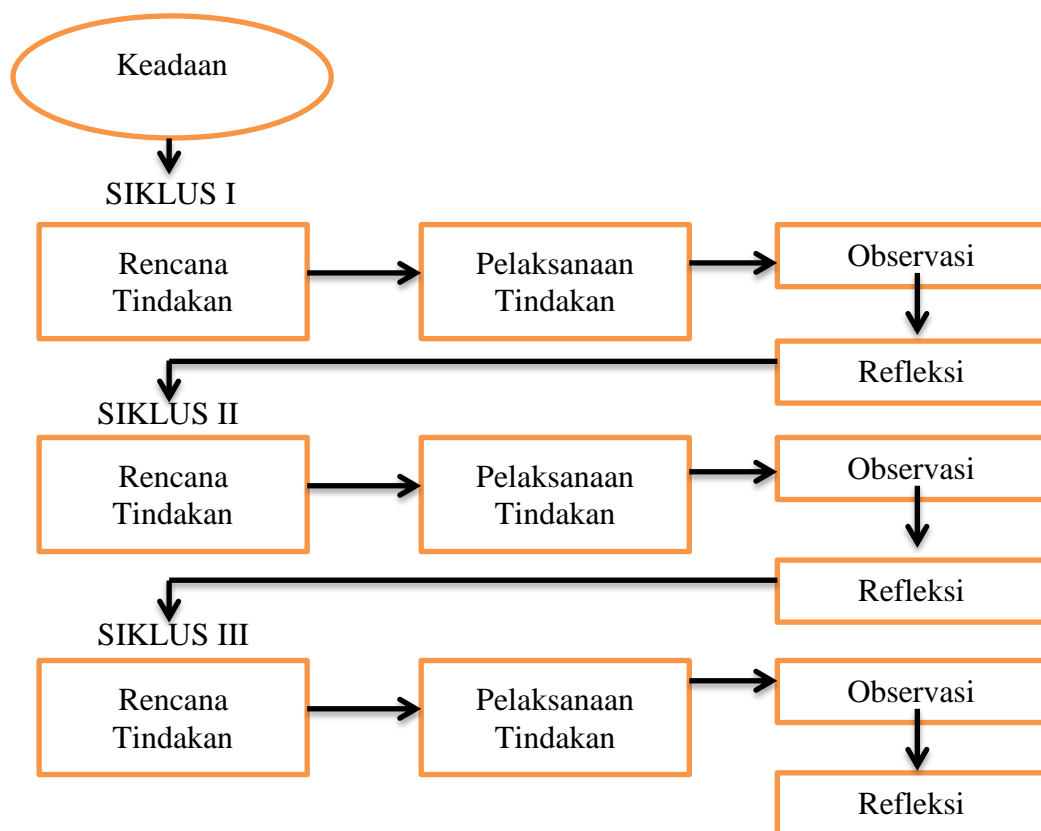 Keadaan
SIKLUS I
Rencana
Tindakan
Pelaksanaan
Tindakan
Observasi
Refleksi
SIKLUS II
Rencana
Tindakan
Pelaksanaan
Tindakan
Observasi
Refleksi
SIKLUS III
Rencana
Tindakan
Pelaksanaan
Tindakan
Observasi
Refleksi